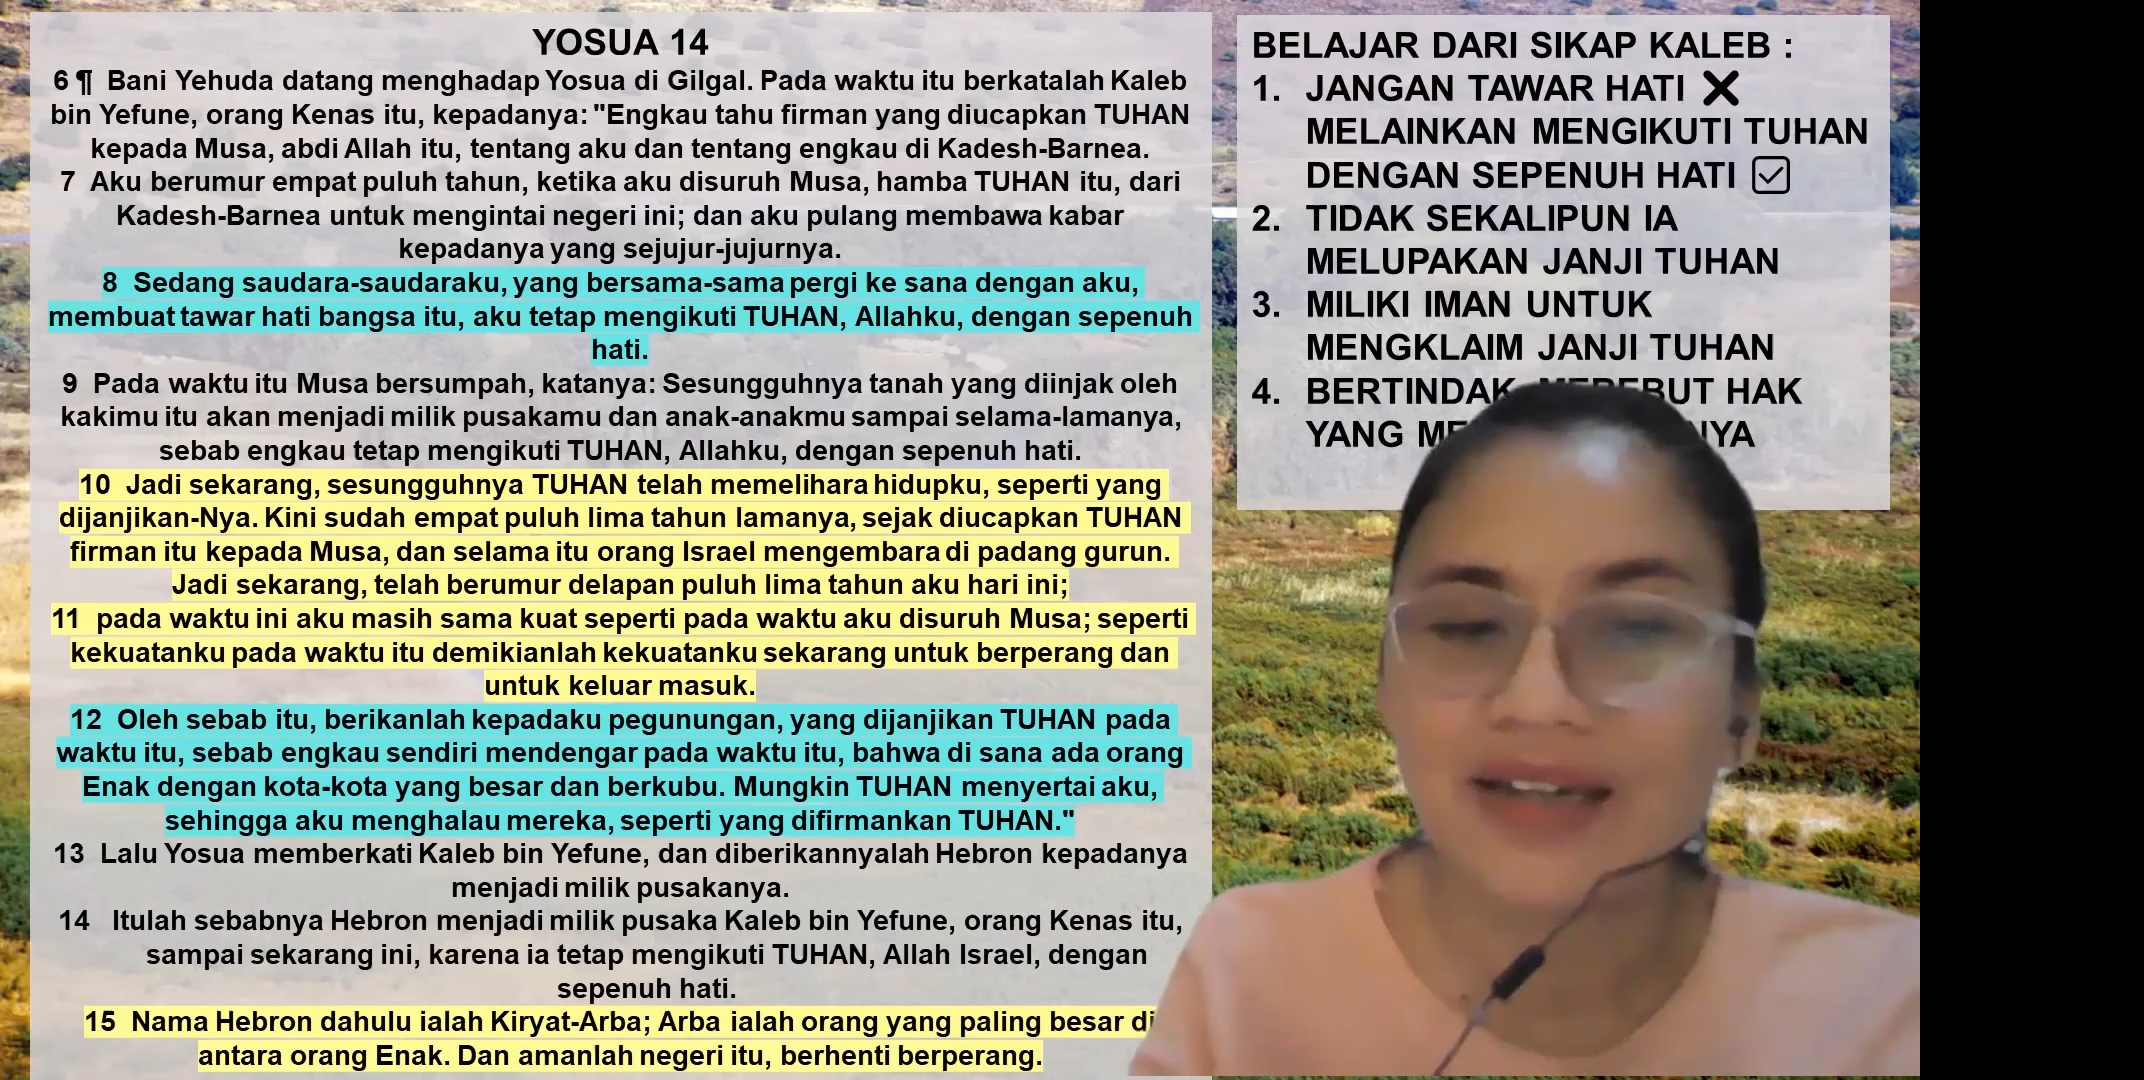 YOSUA 14
6 ¶ Bani Yehuda datang menghadap Yosua di Gilgal. Pada waktu itu berkatalah Kaleb
bin Yefune, orang Kenas itu, kepadanya: "Engkau tahu firman yang diucapkan TUHAN
kepada Musa, abdi Allah itu, tentang aku dan tentang engkau di Kadesh-Barnea.
7 Aku berumur empat puluh tahun, ketika aku disuruh Musa, hamba TUHAN itu, dari
Kadesh-Barnea untuk mengintai negeri ini; dan aku pulang membawa kabar
kepadanya yang sejujur-jujurnya.
8 Sedang saudara-saudaraku, yang bersama-sama pergi ke sana dengan aku,
membuat tawar hati bangsa itu, aku tetap mengikuti TUHAN, Allahku, dengan sepenuh
hati.
9 Pada waktu itu Musa bersumpah, katanya: Sesungguhnya tanah yang diinjak oleh
kakimu itu akan menjadi milik pusakamu dan anak-anakmu sampai selama-lamanya,
sebab engkau tetap mengikuti TUHAN, Allahku, dengan sepenuh hati.
10 Jadi sekarang, sesungguhnya TUHAN telah memelihara hidupku, seperti yang
dijanjikan-Nya. Kini sudah empat puluh lima tahun lamanya, sejak diucapkan TUHAN
firman itu kepada Musa, dan selama itu orang Israel mengembara di padang gurun.
Jadi sekarang, telah berumur delapan puluh lima tahun aku hari ini;
11 pada waktu ini aku masih sama kuat seperti pada waktu aku disuruh Musa; seperti
kekuatanku pada waktu itu demikianlah kekuatanku sekarang untuk berperang dan
untuk keluar masuk.
12 Oleh sebab itu, berikanlah kepadaku pegunungan, yang dijanjikan TUHAN pada
waktu itu, sebab engkau sendiri mendengar pada waktu itu, bahwa di sana ada orang
Enak dengan kota-kota yang besar dan berkubu. Mungkin TUHAN menyertai aku,
sehingga aku menghalau mereka, seperti yang difirmankan TUHAN."
13 Lalu Yosua memberkati Kaleb bin Yefune, dan diberikannyalah Hebron kepadanya
menjadi milik pusakanya.
14 Itulah sebabnya Hebron menjadi milik pusaka Kaleb bin Yefune, orang Kenas itu,
sampai sekarang ini, karena ia tetap mengikuti TUHAN, Allah Israel, dengan
sepenuh hati.
15 Nama Hebron dahulu ialah Kiryat-Arba; Arba ialah orang yang paling besar di
antara orang Enak. Dan amanlah negeri itu, berhenti berperang.
BELAJAR DARI SIKAP KALEB :
1. JANGAN TAWAR HATI ❌
MELAINKAN MENGIKUTI TUHAN
DENGAN SEPENUH HATI ☑
2. TIDAK SEKALIPUN IA
MELUPAKAN JANJI TUHAN
3. MILIKI IMAN UNTUK
MENGKLAIM JANJI TUHAN
4. BERTINDAK MEREBUT HAK
YANG